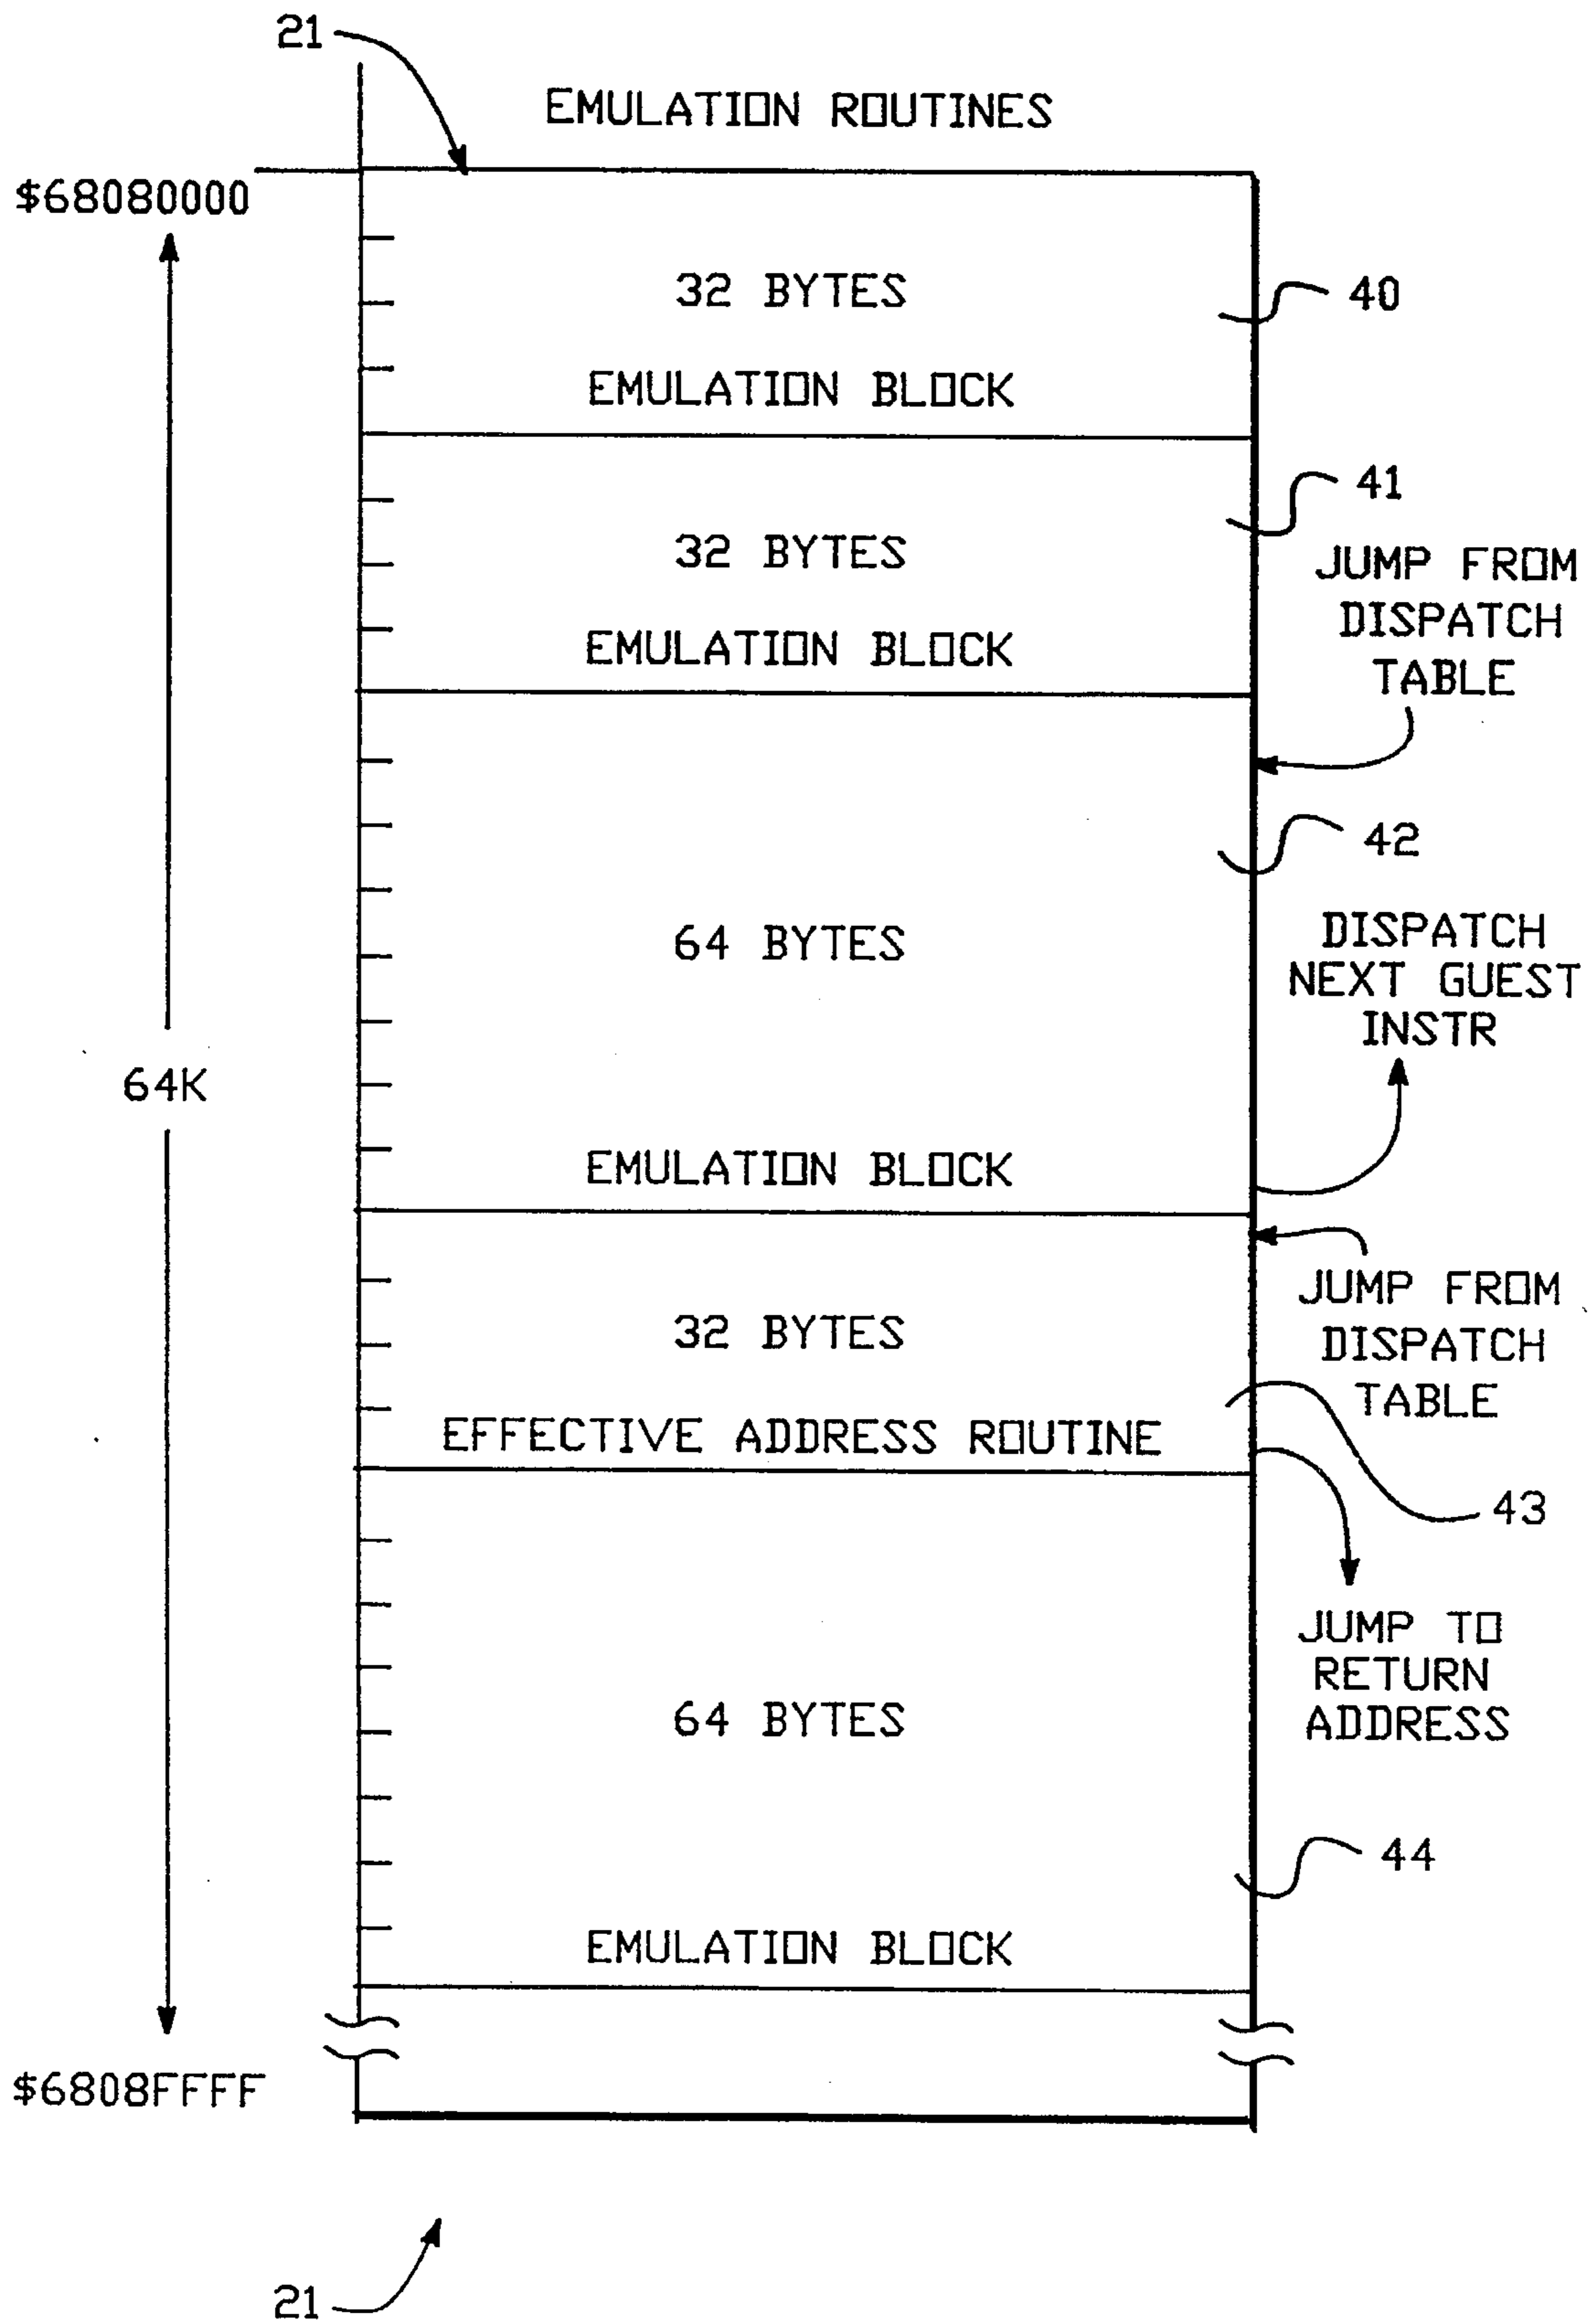 21
EMULATION ROUTINES
$68080000
32 BYTES
40
EMULATION BLOCK
41
32 BYTES
JUMP FROM
DISPATCH
TABLE
EMULATION BLOCK
42
64 BYTES
DISPATCH
NEXT GUEST
INSTR
64K
EMULATION BLOCK
JUMP FROM
DISPATCH
TABLE
32 BYTES
EFFECTIVE ADDRESS ROUTINE
43
JUMP TO
RETURN
ADDRESS
64 BYTES
44
EMULATION BLOCK
$6808FFFF
21